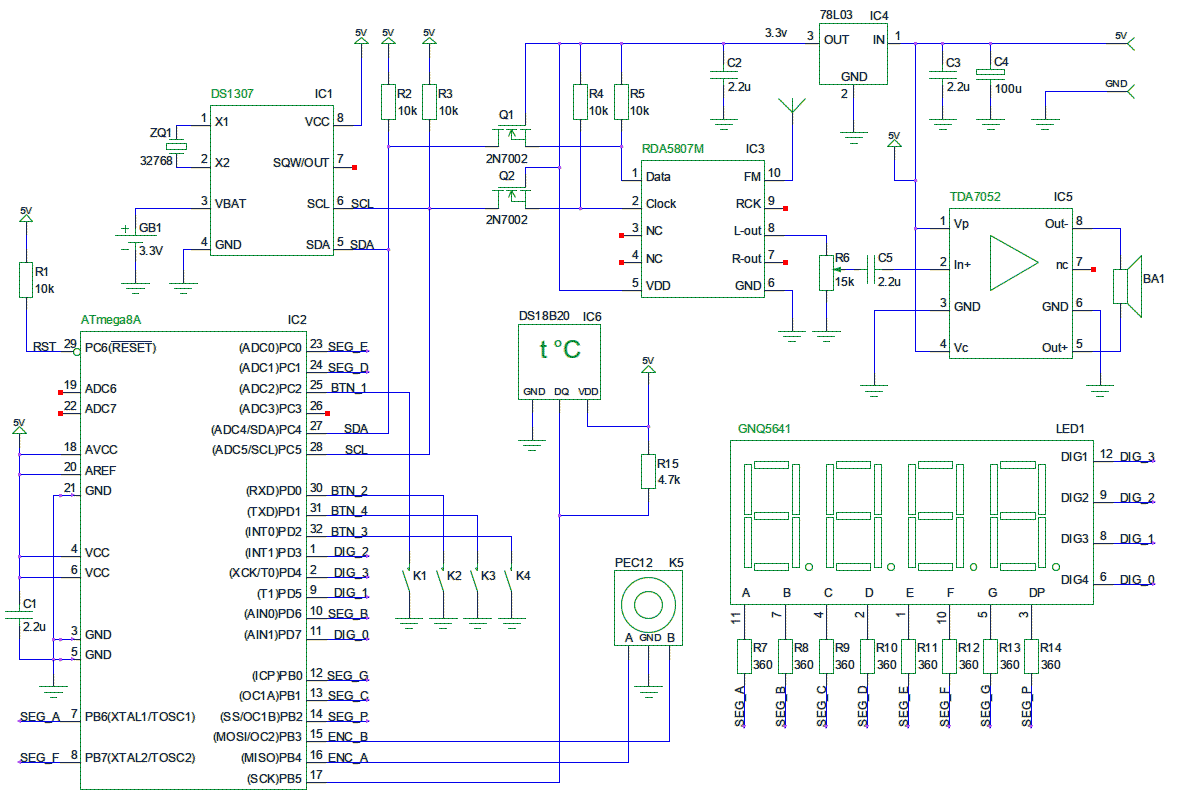 78L03 IC4
5V 5V 5V
3.3v 3 OUT IN 1 5V
GND
2
C2
2.2u
C3
2.2u
C4
100u
GND
DS1307 IC1
1 X1 VCC 8
ZQ1
32768
2 X2 SQW/OUT 7
3 VBAT SCL 6 SCL
4 GND SDA 5 SDA
GB1
3.3V
R2
10k
R3
10k
Q1
2N7002
Q2
2N7002
R4
10k
R5
10k
RDA5807M IC3
1 Data FM 10
2 Clock RCK 9
3 NC L-out 8
4 NC R-out 7
5 VDD GND 6
R6
15k
C5
2.2u
5V
TDA7052 IC5
1 Vp Out- 8
2 In+ nc 7
3 GND GND 6
4 Vc Out+ 5
BA1
5V
R1
10k
ATmega8A IC2
RST 29 PC6(RESET) (ADC0)PC0 23 SEG_E
(ADC1)PC1 24 SEG_D
19 ADC6 (ADC2)PC2 25 BTN_1
22 ADC7 (ADC3)PC3 26
5V
(ADC4/SDA)PC4 27 SDA
18 AVCC (ADC5/SCL)PC5 28 SCL
20 AREF
21 GND (RXD)PD0 30 BTN_2
(TXD)PD1 31 BTN_4
(INT0)PD2 32 BTN_3
4 VCC (INT1)PD3 1 DIG_2
6 VCC (XCK/T0)PD4 2 DIG_3
(T1)PD5 9 DIG_1
C1
2.2u
(AIN0)PD6 10 SEG_B
3 GND (AIN1)PD7 11 DIG_0
5 GND
(ICP)PB0 12 SEG_G
(OC1A)PB1 13 SEG_C
SEG_A 7 PB6(XTAL1/TOSC1) (SS/OC1B)PB2 14 SEG_P
(MOSI/OC2)PB3 15 ENC_B
SEG_F 8 PB7(XTAL2/TOSC2) (MISO)PB4 16 ENC_A
(SCK)PB5 17
K1 K2 K3 K4
DS18B20 IC6
t °C
GND DQ VDD
5V
R15
4.7k
PEC12 K5
A GND B
GNQ5641 LED1
DIG1 12 DIG_3
DIG2 9 DIG_2
DIG3 8 DIG_1
DIG4 6 DIG_0
A B C D E F G DP
11 7 4 2 1 10 5 3
R7 R8 R9 R10 R11 R12 R13 R14
360 360 360 360 360 360 360 360
SEG_A SEG_B SEG_C SEG_D SEG_E SEG_F SEG_G SEG_P